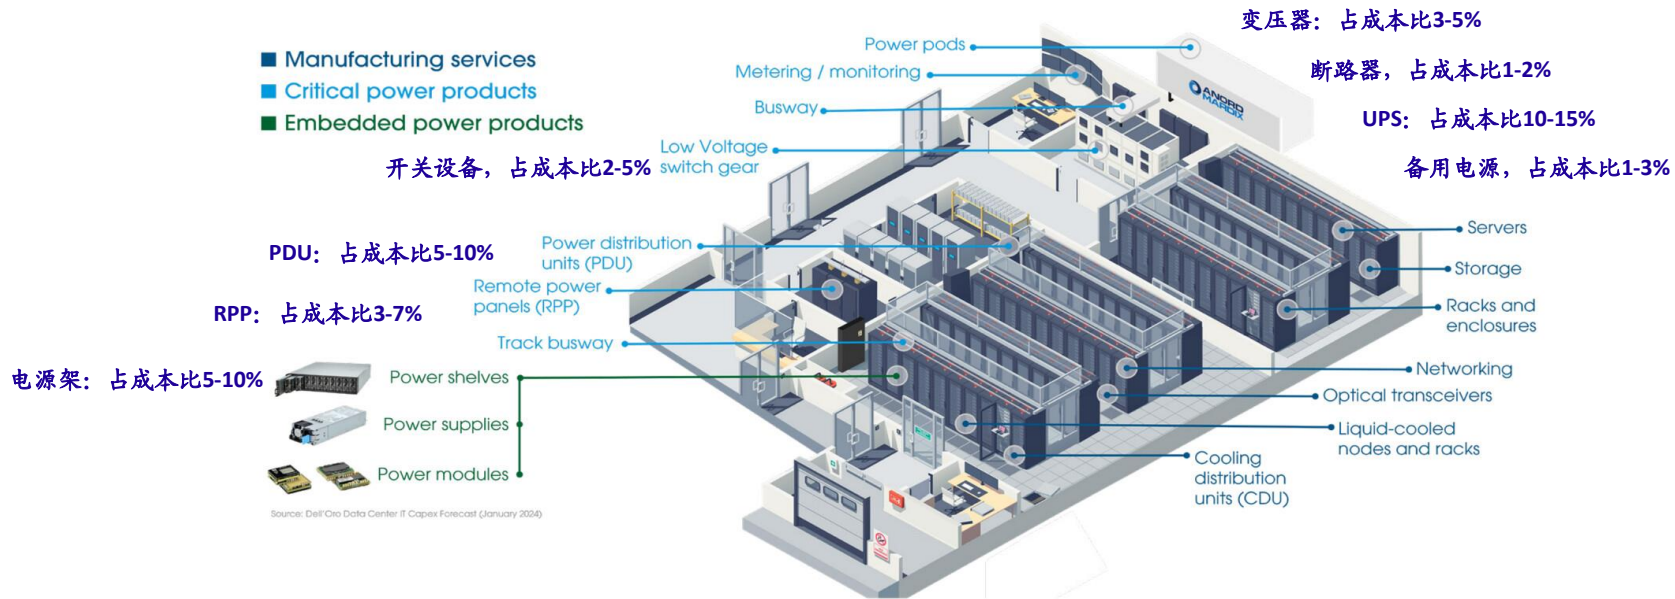 变压器：占成本比3-5%
Power pods
Manufacturing services
Metering / monitoring
断路器，占成本比1-2%
Critical power products
ANORD
MARDIX
Busway
UPS：占成本比10-15%
Embedded power products
开关设备，占成本比2-5%
Low Voltage
switch gear
备用电源，占成本比1-3%
Servers
PDU：占成本比5-10%
Power distribution
units (PDU)
Storage
RPP：占成本比3-7%
Remote power
panels (RPP)
Racks and
enclosures
Track busway
Networking
电源架：占成本比5-10%
Power shelves
Optical transceivers
Power supplies
Liquid-cooled
nodes and racks
Power modules
Cooling
distribution
units (CDU)
Source: Dell'Oro Data Center IT Capex Forecast (January 2024)